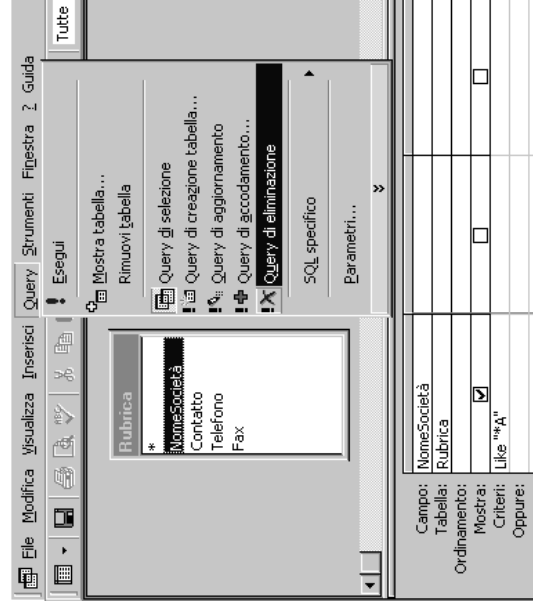 File Modifica Visualizza Inserisci Query Strumenti Finestra ? Guida
Tutte
Esegui
Mostra tabella...
Rimuovi tabella
Query di selezione
Query di creazione tabella...
Query di aggiornamento
Query di accodamento...
Query di eliminazione
SQL specifico
Parametri...
Rubrica
*
NomeSocietà
Contatto
Telefono
Fax
Campo: NomeSocietà
Tabella: Rubrica
Ordinamento:
Mostra:
Criteri: Like "*A"
Oppure: